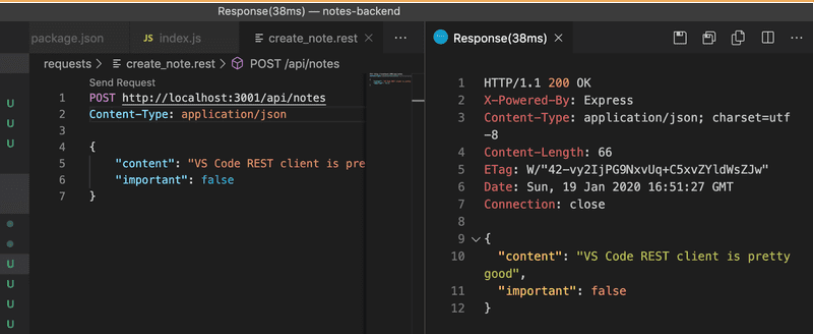 Response(38ms) — notes-backend
package.json
JS index.js
create_note.rest ×
...
requests > create_note.rest > POST /api/notes
Send Request
1 POST http://localhost:3001/api/notes
2 Content-Type: application/json
3
4 {
5 "content": "VS Code REST client is pre
6 "important": false
7 }
U
U
U
U
U
U
U
Response(38ms) ×
...
1 HTTP/1.1 200 OK
2 X-Powered-By: Express
3 Content-Type: application/json; charset=utf
-8
4 Content-Length: 66
5 ETag: W/"42-vy2IjPG9NxvUq+C5xvZYldWsZJw"
6 Date: Sun, 19 Jan 2020 16:51:27 GMT
7 Connection: close
8
9 {
10 "content": "VS Code REST client is pretty
good",
11 "important": false
12 }